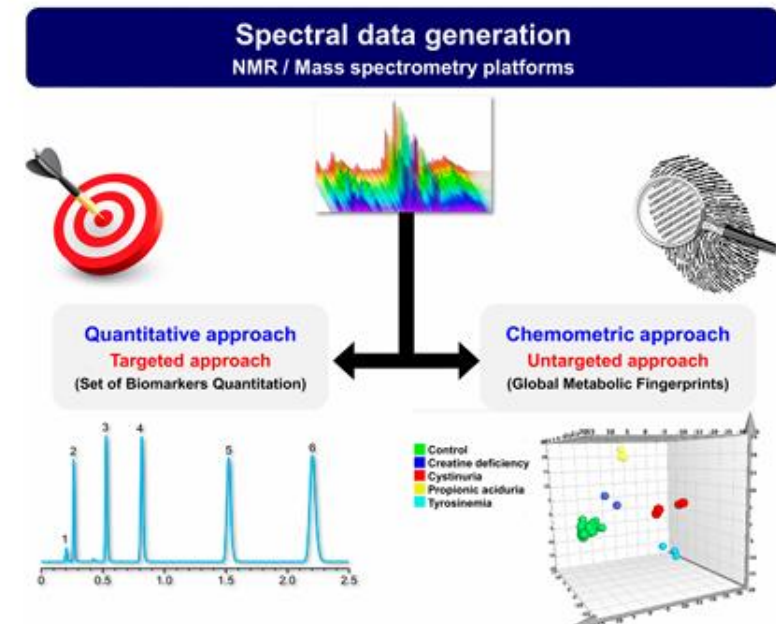 Spectral data generation
NMR / Mass spectrometry platforms
Quantitative approach
Targeted approach
(Set of Biomarkers Quantitation)
Chemometric approach
Untargeted approach
(Global Metabolic Fingerprints)
1
2
3
4
5
6
0
0.5
1.0
1.5
2.0
2.5
Control
Creatine deficiency
Cystinuria
Propionic aciduria
Tyrosinemia